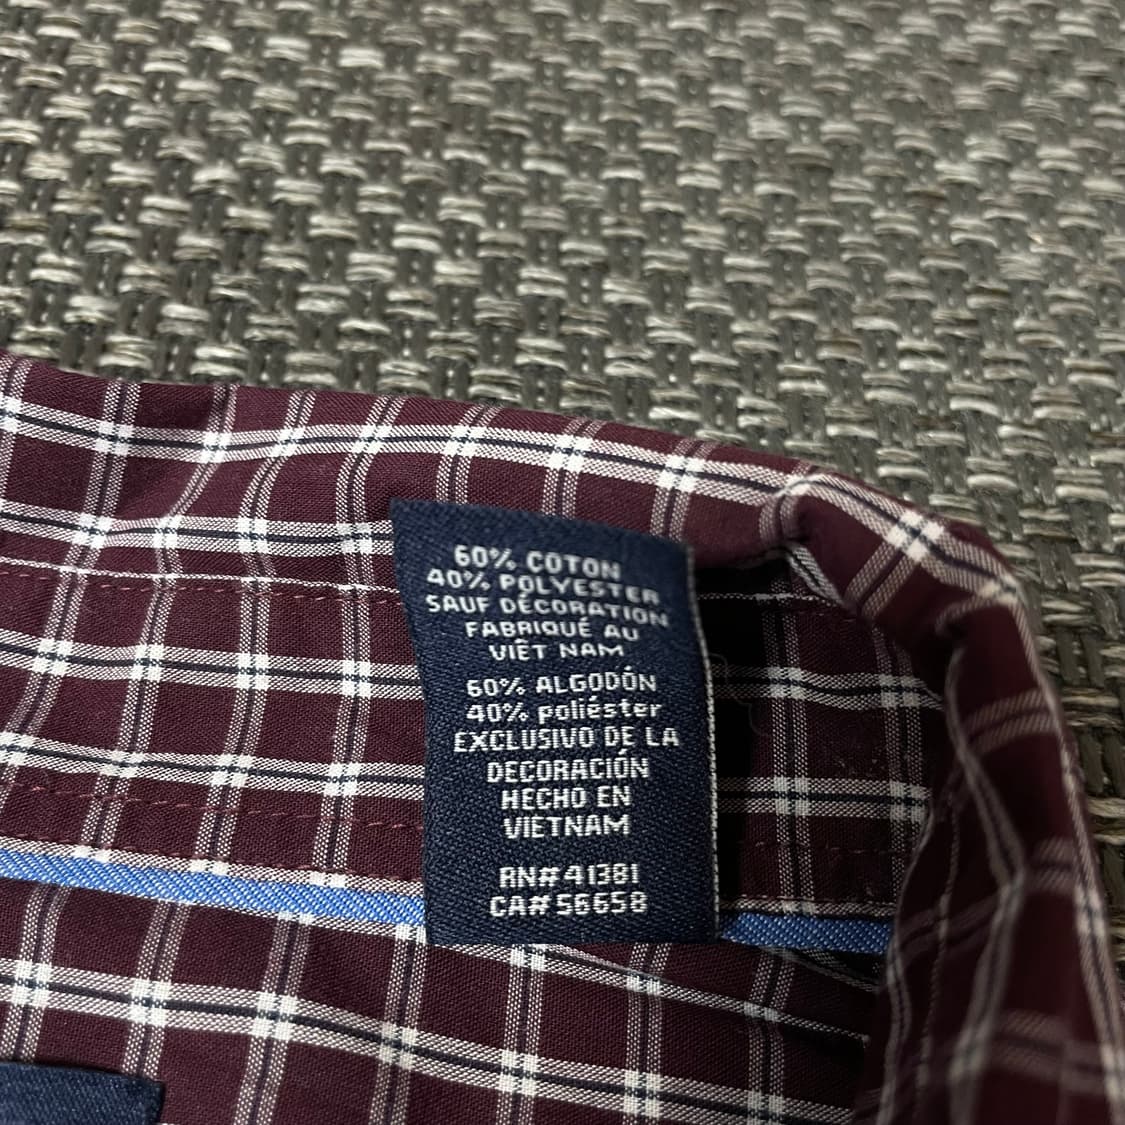 60% COTON
40% POLYESTER
SAUF DÉCORATION
FABRIQUÉ AU
VIÊT NAM
60% ALGODÓN
40% poliéster
EXCLUSIVO DE LA
DECORACIÓN
HECHO EN
VIETNAM
RN#41381
CA#56658